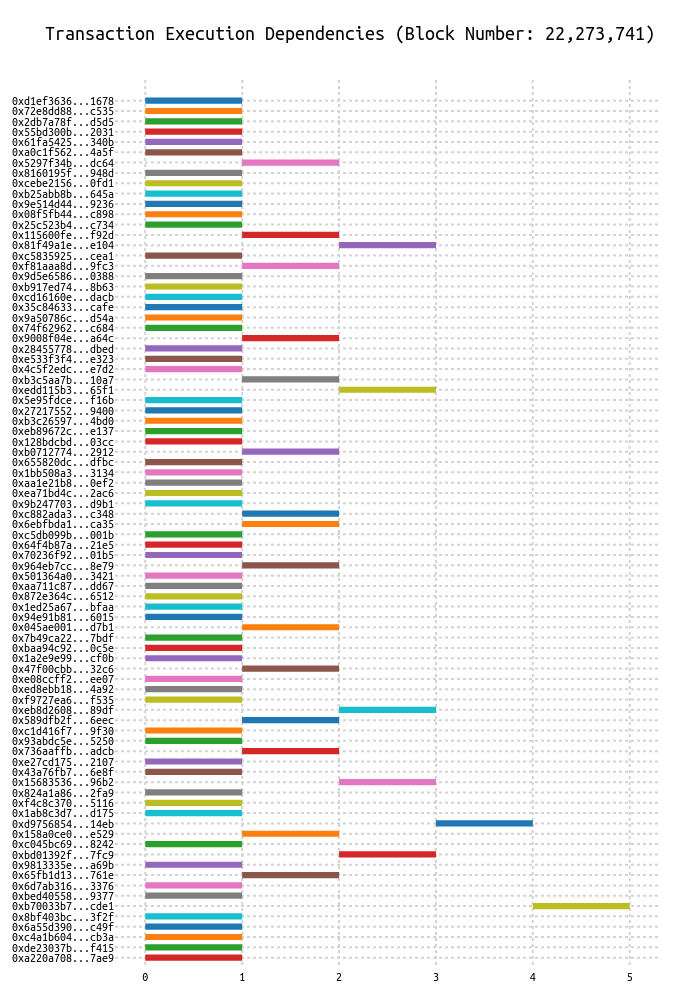 Transaction Execution Dependencies (Block Number: 22,273,741)
0xd1ef3636...1678
0x72e8dd88...c535
0x2db7a78f...d5d5
0x55bd300b...2031
0x61fa5425...340b
0xa0c1f562...4a5f
0x5297f34b...dc64
0x8160195f...948d
0xcebe2156...0fd1
0xb25abb8b...645a
0x9e514d44...9236
0x08f5fb44...c898
0x25c523b4...c734
0x115600fe...f92d
0x81f49a1e...e104
0xc5835925...cea1
0xf81aaa8d...9fc3
0x9d5e6586...0388
0xb917ed74...8b63
0xcd16160e...dacb
0x35c84633...cafe
0x9a50786c...d54a
0x74f62962...c684
0x9008f04e...a64c
0x28455778...dbed
0xe533f3f4...e323
0x4c5f2edc...e7d2
0xb3c5aa7b...10a7
0xedd115b3...65f1
0x5e95fdce...f16b
0x27217552...9400
0xb3c26597...4bd0
0xeb89672c...e137
0x128bdcbd...03cc
0xb0712774...2912
0x655820dc...dfbc
0x1bb508a3...3134
0xaa1e21b8...0ef2
0xea71bd4c...2ac6
0x9b247703...d9b1
0xc882ada3...c348
0x6ebfbda1...ca35
0xc5db099b...001b
0x64f4b87a...21e5
0x70236f92...01b5
0x964eb7cc...8e79
0x501364a0...3421
0xaa711c87...dd67
0x872e364c...6512
0x1ed25a67...bfaa
0x94e91b81...6015
0x045ae001...d7b1
0x7b49ca22...7bdf
0xbaa94c92...0c5e
0x1a2e9e99...cf0b
0x47f00cbb...32c6
0xe08ccff2...ee07
0xed8ebb18...4a92
0xf9727ea6...f535
0xeb8d2608...89df
0x589dfb2f...6eec
0xc1d416f7...9f30
0x93abdc5e...5250
0x736aaffb...adcb
0xe27cd175...2107
0x43a76fb7...6e8f
0x15683536...96b2
0x824a1a86...2fa9
0xf4c8c370...5116
0x1ab8c3d7...d175
0xd9756854...14eb
0x158a0ce0...e529
0xc045bc69...8242
0xbd01392f...7fc9
0x9813335e...a69b
0x65fb1d13...761e
0x6d7ab316...3376
0xbed40558...9377
0xb70033b7...cde1
0x8bf403bc...3f2f
0x6a55d390...c49f
0xc4a1b604...cb3a
0xde23037b...f415
0xa220a708...7ae9
0 1 2 3 4 5